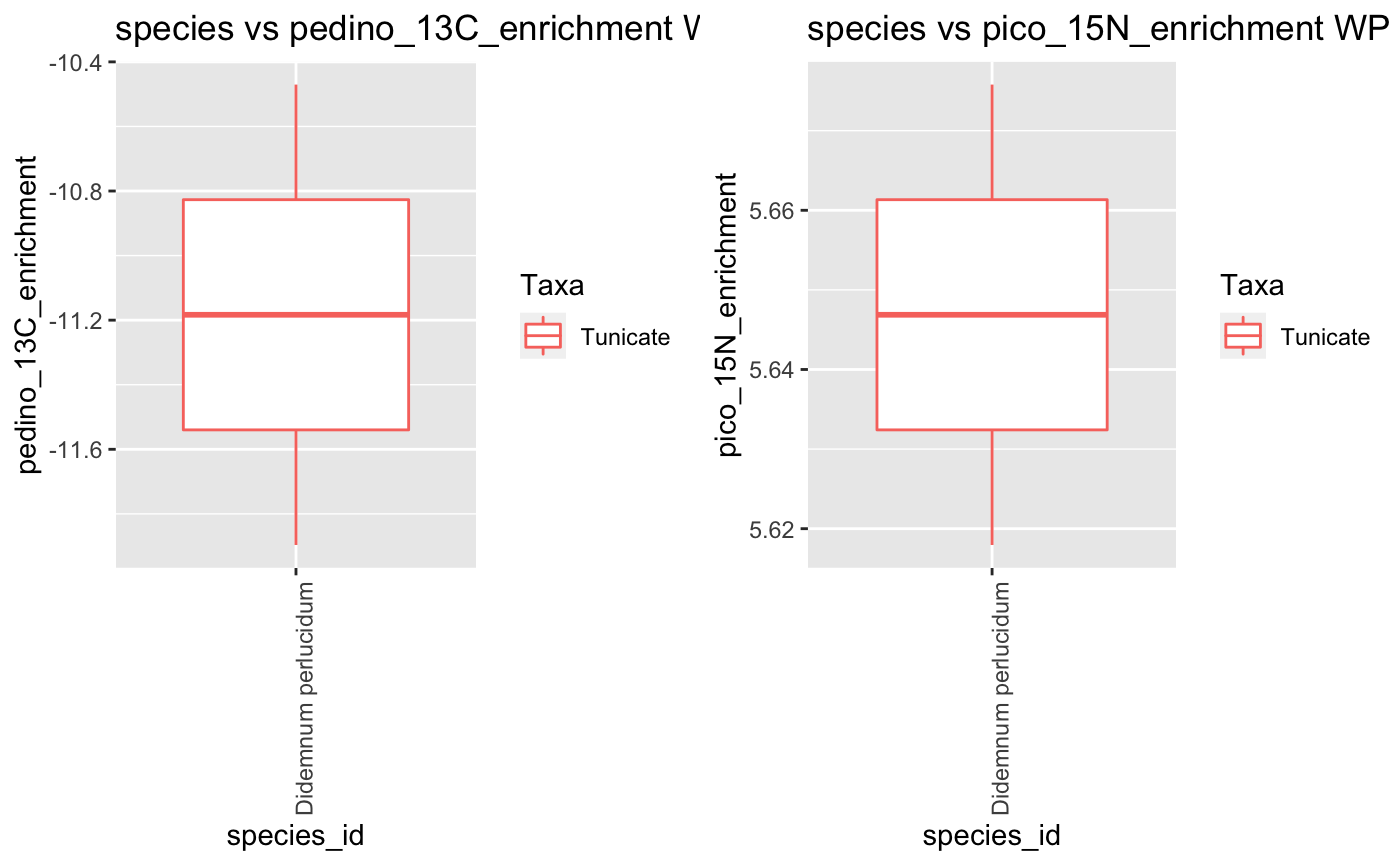 species vs pedino_13C_enrichment W
-10.4
-10.8
-11.2
-11.6
pedino_13C_enrichment
Didemnum perlucidum
species_id
Taxa
Tunicate
species vs pico_15N_enrichment WP
5.66
5.64
5.62
pico_15N_enrichment
Didemnum perlucidum
species_id
Taxa
Tunicate